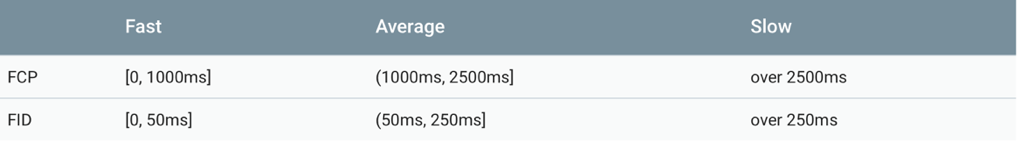 Fast Average Slow
FCP [0, 1000ms] (1000ms, 2500ms] over 2500ms
FID [0, 50ms] (50ms, 250ms] over 250ms